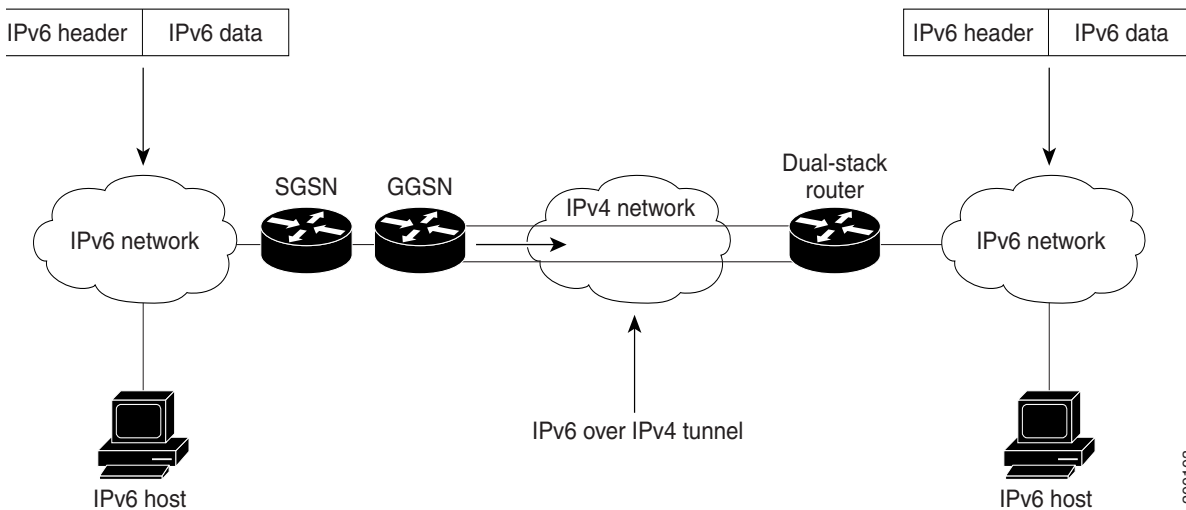 IPv6 header IPv6 data
IPv6 header IPv6 data
SGSN
GGSN
Dual-stack
router
IPv6 network
IPv4 network
IPv6 network
IPv6 over IPv4 tunnel
IPv6 host
IPv6 host